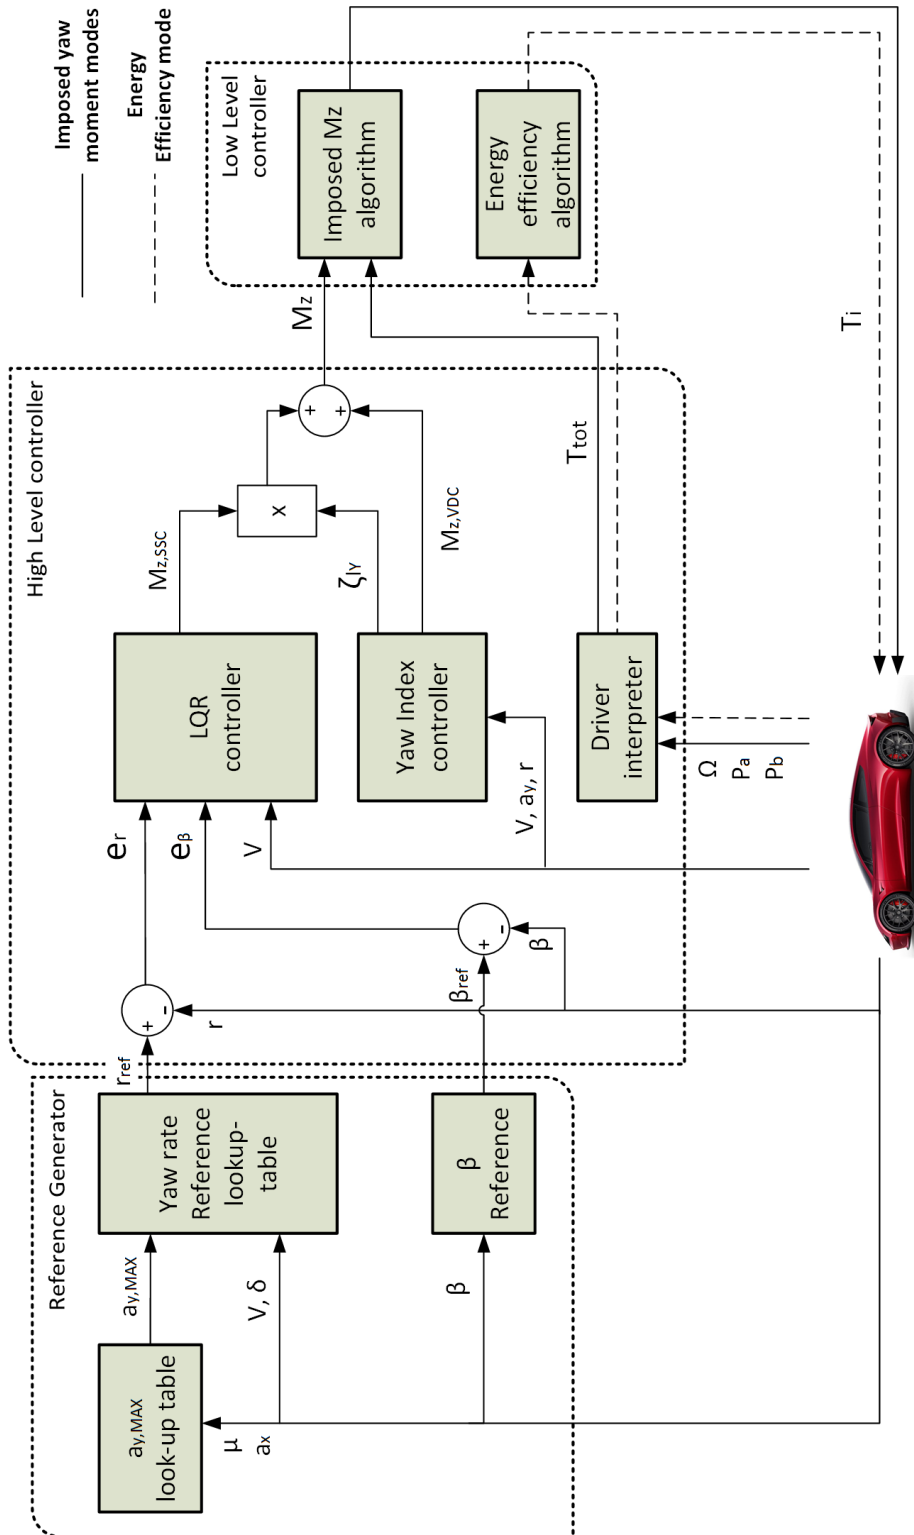 Imposed yaw
moment modes
Energy
Efficiency mode
Reference Generator
ay,MAX
look-up table
μ
ax
ay,MAX
V, δ
β
Yaw rate
Reference
lookup-
table
β
Reference
rref
βref
High Level controller
+
-
r
+
-
β
er
eβ
V
V, ay, r
LQR
controller
Yaw Index
controller
Driver
interpreter
Ω
Pa
Pb
Mz,SSC
ζIY
Mz,VDC
x
+
+
Ttot
Mz
Low Level
controller
Imposed Mz
algorithm
Energy
efficiency
algorithm
Ti